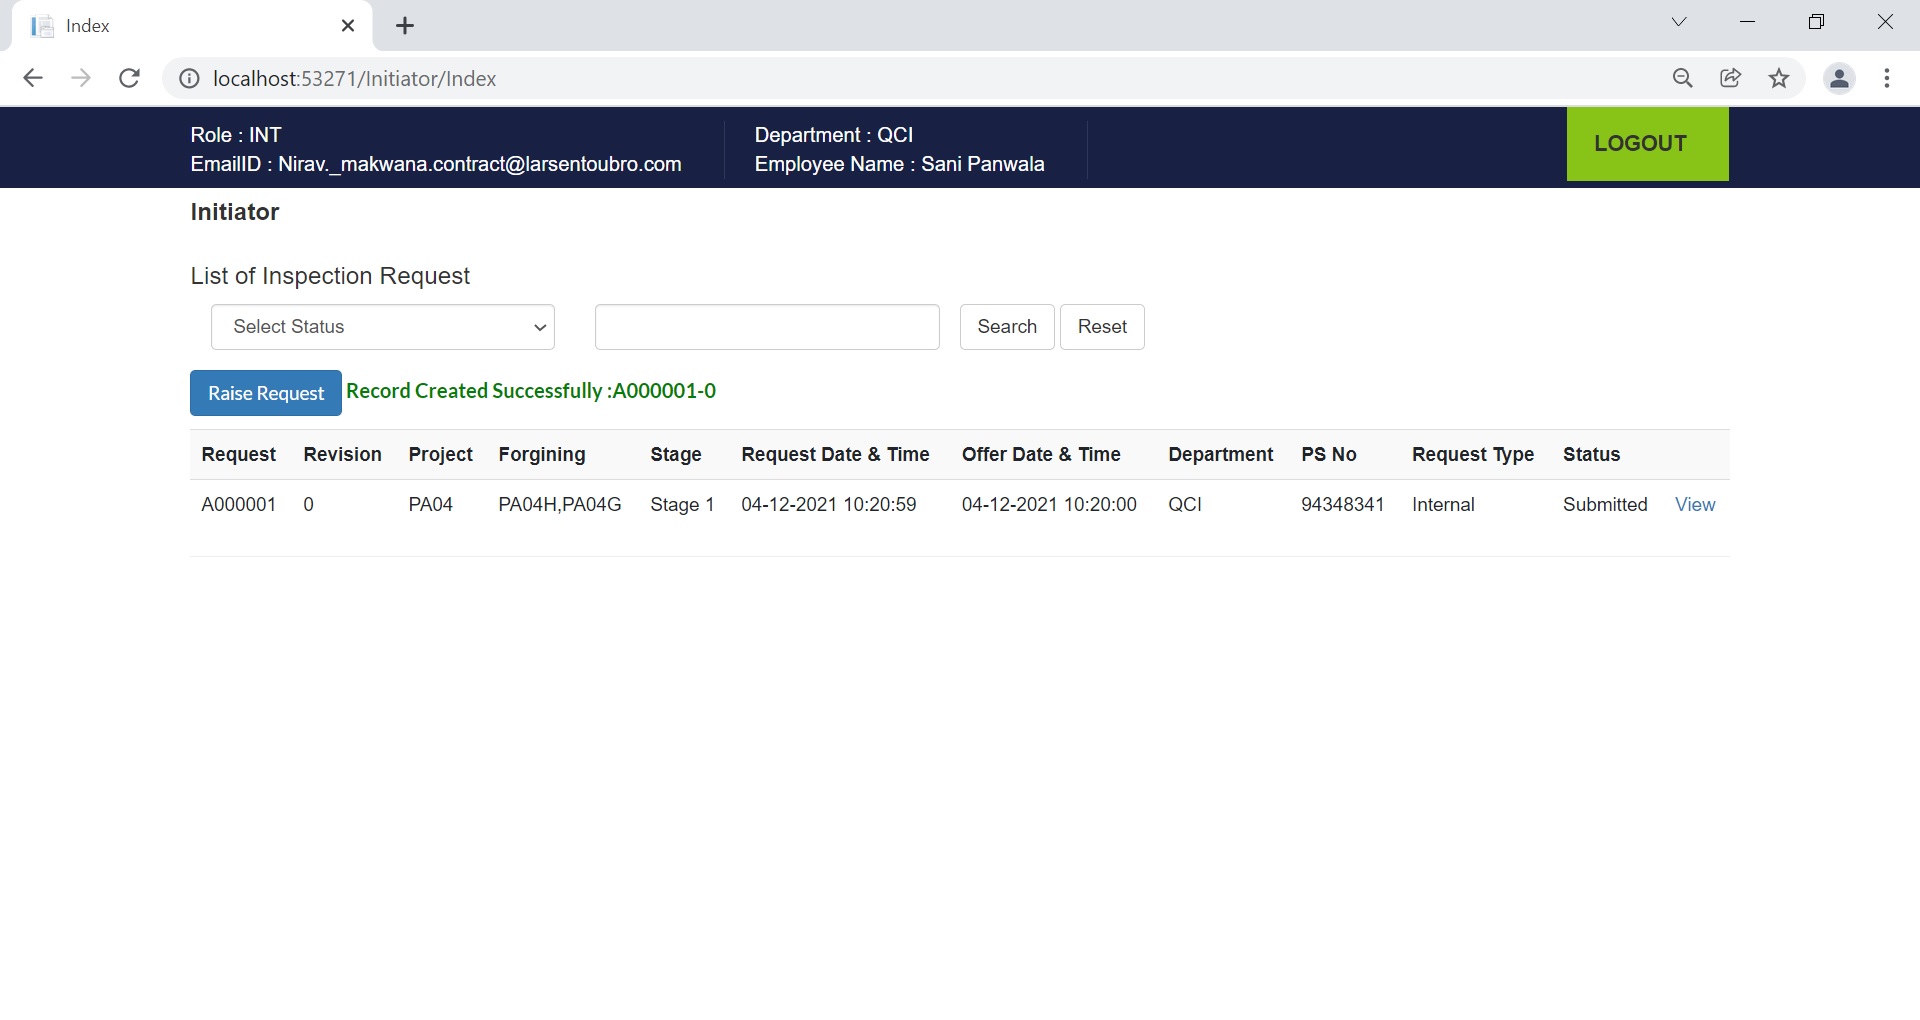 Index
localhost:53271/Initiator/Index
Role : INT
EmailID : Nirav._makwana.contract@larsentoubro.com
Department : QCI
Employee Name : Sani Panwala
LOGOUT
Initiator
List of Inspection Request
Select Status
Search
Reset
Raise Request
Record Created Successfully :A000001-0
Request Revision Project Forgining Stage Request Date & Time Offer Date & Time Department PS No Request Type Status
A000001 0 PA04 PA04H,PA04G Stage 1 04-12-2021 10:20:59 04-12-2021 10:20:00 QCI 94348341 Internal Submitted View